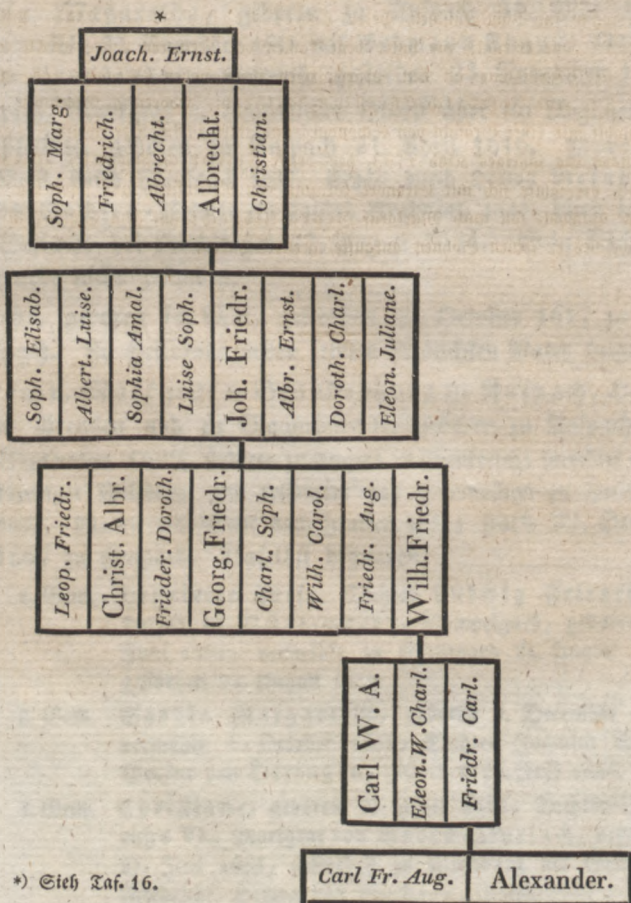 *
Joach. Ernst.
Soph. Marg.
Friedrich.
Albrecht.
Albrecht.
Christian.
Soph. Elisab.
Albert. Luise.
Sophia Amal.
Luise Soph.
Joh. Friedr.
Albr. Ernst.
Doroth. Charl.
Eleon. Juliane.
Leop. Friedr.
Christ. Albr.
Frieder. Doroth.
Georg.Friedr.
Charl. Soph.
Wilh. Carol.
Friedr. Aug.
Wilh.Friedr.
Carl W. A.
Eleon.W.Charl.
Friedr. Carl.
Carl Fr. Aug.
Alexander.
*) Sieh Taf. 16.